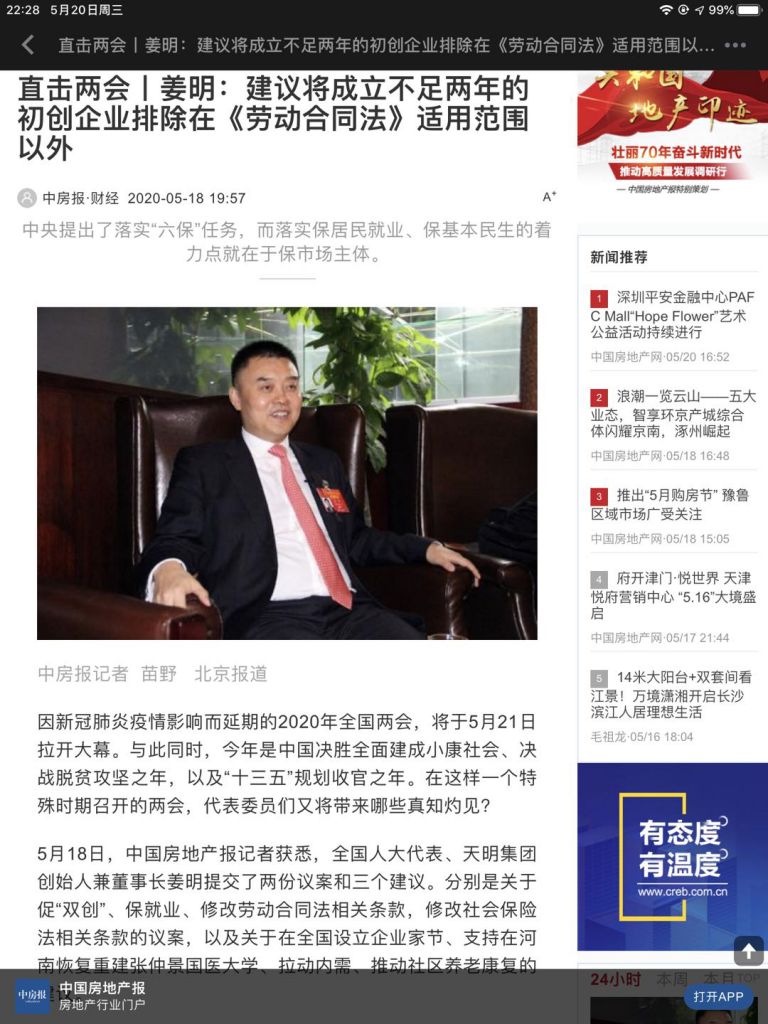 22:28 5月20日周三
99%
直击两会丨姜明：建议将成立不足两年的初创企业排除在《劳动合同法》适用范围以...
直击两会丨姜明：建议将成立不足两年的
初创企业排除在《劳动合同法》适用范围
以外
中房报·财经 2020-05-18 19:57
A+
中央提出了落实“六保”任务，而落实保居民就业、保基本民生的着
力点就在于保市场主体。
中房报记者 苗野 北京报道
因新冠肺炎疫情影响而延期的2020年全国两会，将于5月21日
拉开大幕。与此同时，今年是中国决胜全面建成小康社会、决
战脱贫攻坚之年，以及“十三五”规划收官之年。在这样一个特
殊时期召开的两会，代表委员们又将带来哪些真知灼见？
5月18日，中国房地产报记者获悉，全国人大代表、天明集团
创始人兼董事长姜明提交了两份议案和三个建议。分别是关于
促“双创”、保就业、修改劳动合同法相关条款，修改社会保险
法相关条款的议案，以及关于在全国设立企业家节、支持在河
南恢复重建张仲景国医大学、拉动内需、推动社区养老康复的
共和国
地产印迹
壮丽70年奋斗新时代
推动高质量发展调研行
—中国房地产报特别策划—
新闻推荐
1 深圳平安金融中心PAF
C Mall“Hope Flower”艺术
公益活动持续进行
中国房地产网·05/20 16:52
2 浪潮一览云山——五大
业态，智享环京产城综合
体闪耀京南，涿州崛起
中国房地产网·05/18 16:48
3 推出“5月购房节” 豫鲁
区域市场广受关注
中国房地产网·05/18 15:05
4 府开津门·悦世界 天津
悦府营销中心 “5.16”大境盛
启
中国房地产网·05/17 21:44
5 14米大阳台+双套间看
江景！万境潇湘开启长沙
滨江人居理想生活
毛祖龙·05/16 18:04
有态度
有温度
www.creb.com.cn
24小时 本周 本月TOP
中房报
中国房地产报
房地产行业门户
打开APP